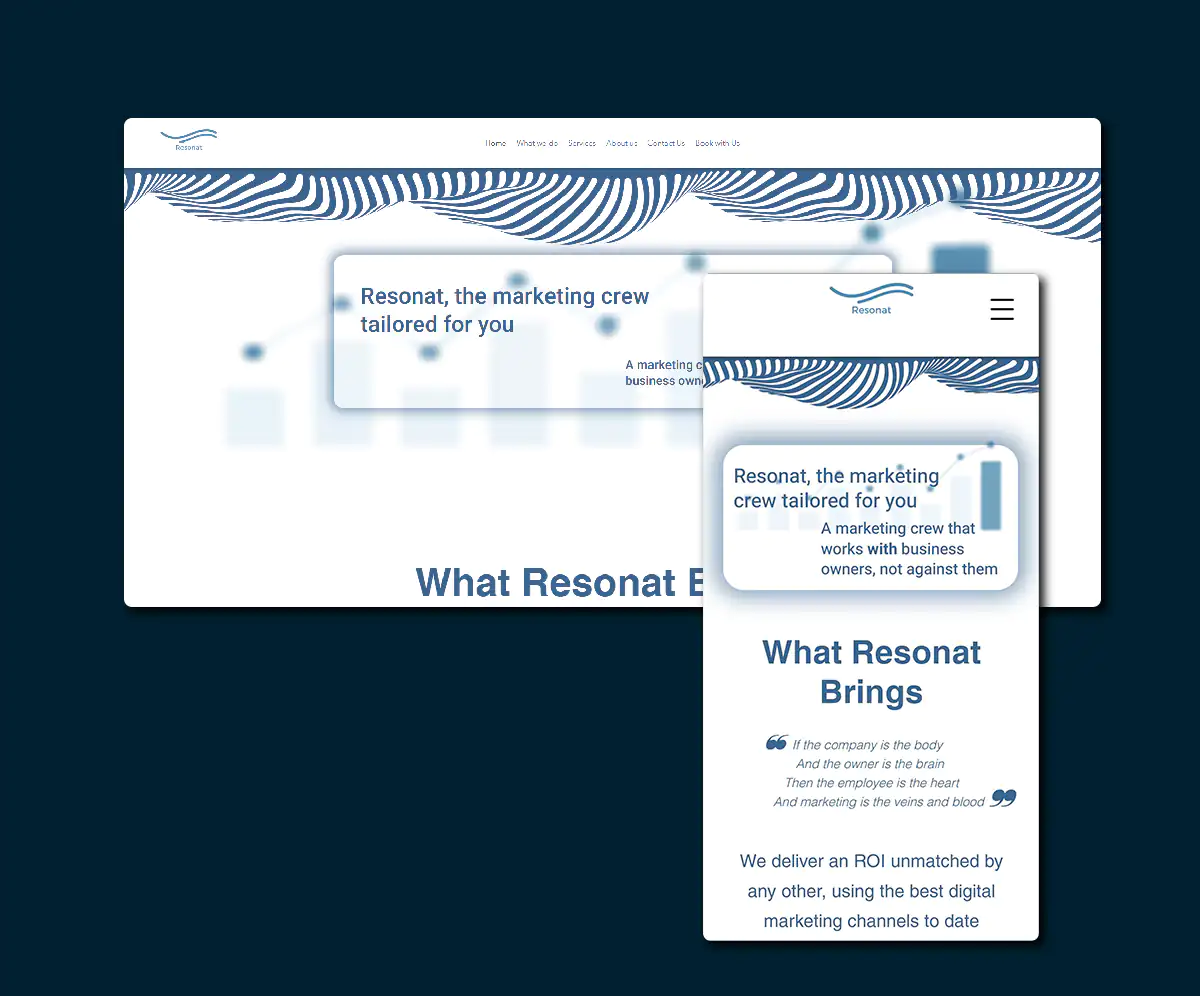 Resonat
Home What we do Services About us Contact Us Book with Us
Resonat, the marketing crew
tailored for you
A marketing
business
What Resonat
Resonat
Resonat, the marketing
crew tailored for you
A marketing crew that
works with business
owners, not against them
What Resonat
Brings
❝ If the company is the body
And the owner is the brain
Then the employee is the heart
And marketing is the veins and blood ❞
We deliver an ROI unmatched by
any other, using the best digital
marketing channels to date